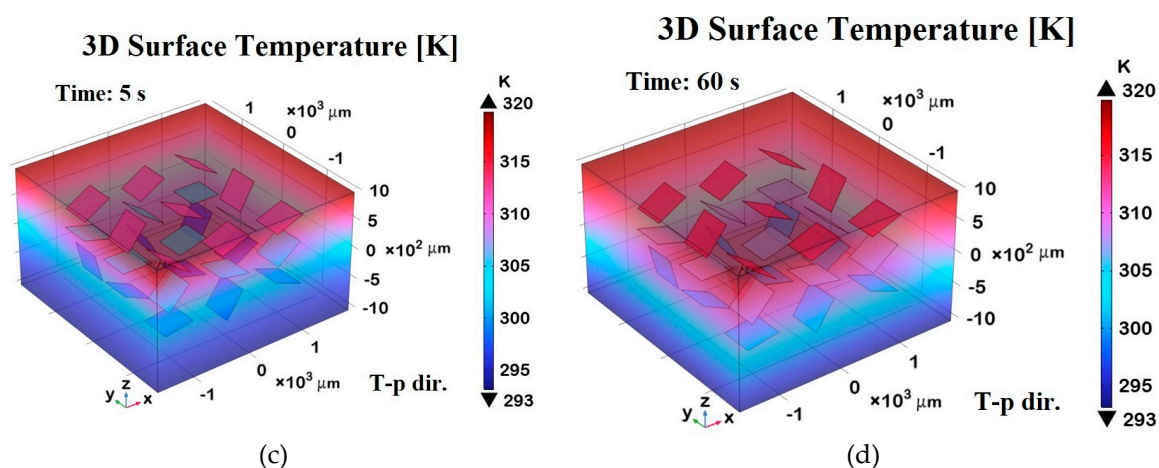 3D Surface Temperature [K]
Time: 5 s
K
320
315
310
305
300
295
293
1
×10³ μm
0
-1
10
5
0
×10² μm
-5
-10
1
0
×10³ μm
-1
T-p dir.
z
y
x
(c)
3D Surface Temperature [K]
Time: 60 s
K
320
315
310
305
300
295
293
1
×10³ μm
0
-1
10
5
0
×10² μm
-5
-10
1
0
×10³ μm
-1
T-p dir.
z
y
x
(d)